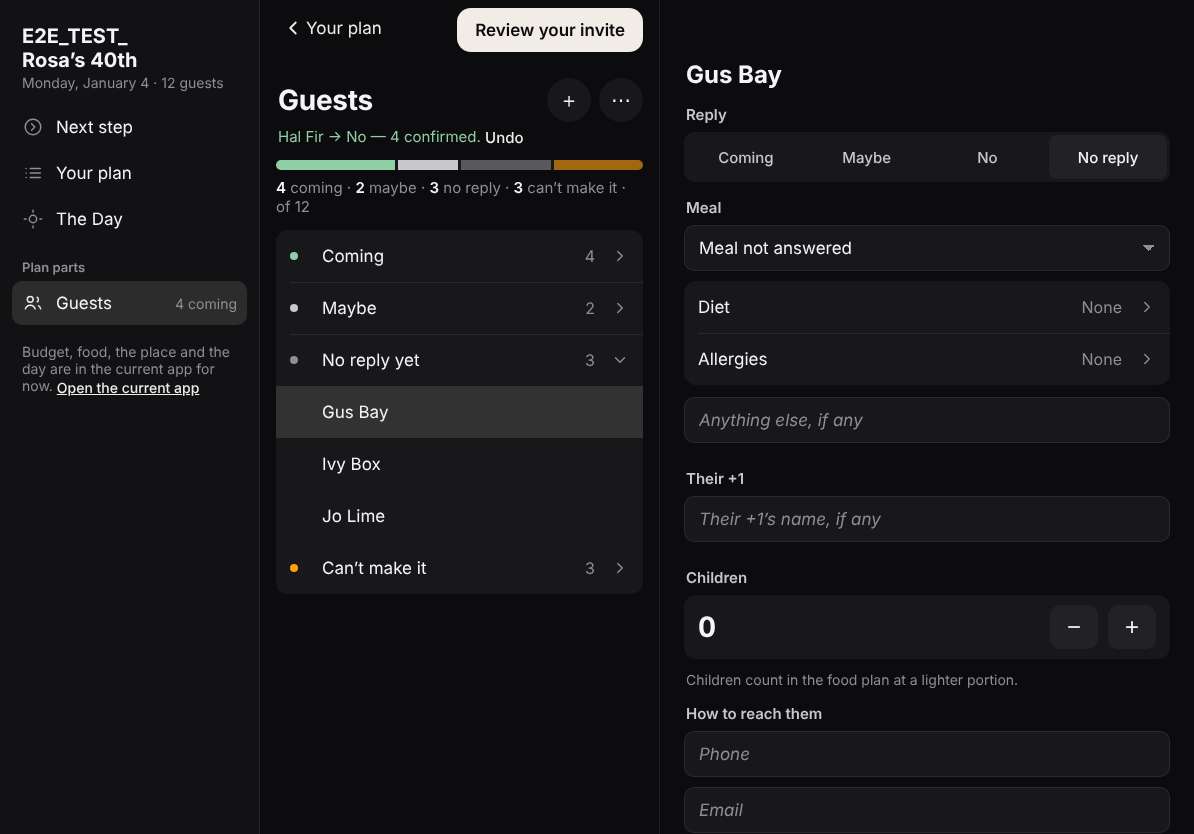 E2E_TEST_
Rosa’s 40th
Monday, January 4 · 12 guests
Next step
Your plan
The Day
Plan parts
Guests 4 coming
Budget, food, the place and the
day are in the current app for
now. Open the current app
Your plan
Review your invite
Guests
+ ···
Hal Fir → No — 4 confirmed. Undo
4 coming · 2 maybe · 3 no reply · 3 can’t make it ·
of 12
Coming 4
Maybe 2
No reply yet 3
Gus Bay
Ivy Box
Jo Lime
Can’t make it 3
Gus Bay
Reply
Coming Maybe No No reply
Meal
Meal not answered
Diet None
Allergies None
Anything else, if any
Their +1
Their +1’s name, if any
Children
0 − +
Children count in the food plan at a lighter portion.
How to reach them
Phone
Email